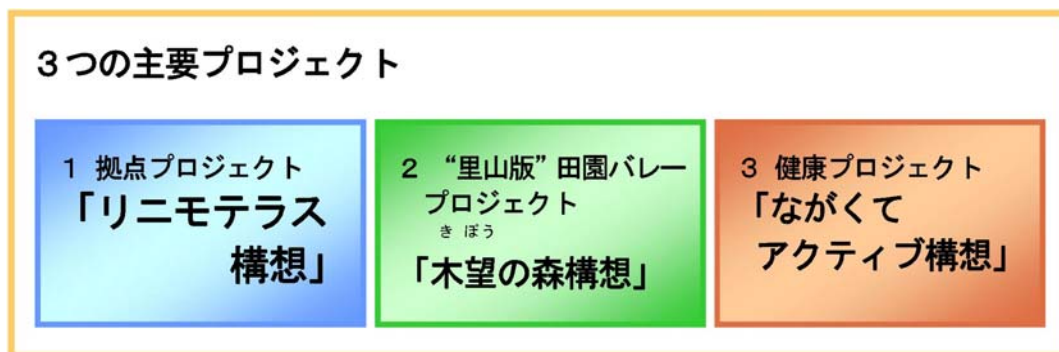 3つの主要プロジェクト
1 拠点プロジェクト
「リニモテラス
構想」
2 “里山版”田園バレー
プロジェクト
きぼう
「木望の森構想」
3 健康プロジェクト
「ながくて
アクティブ構想」